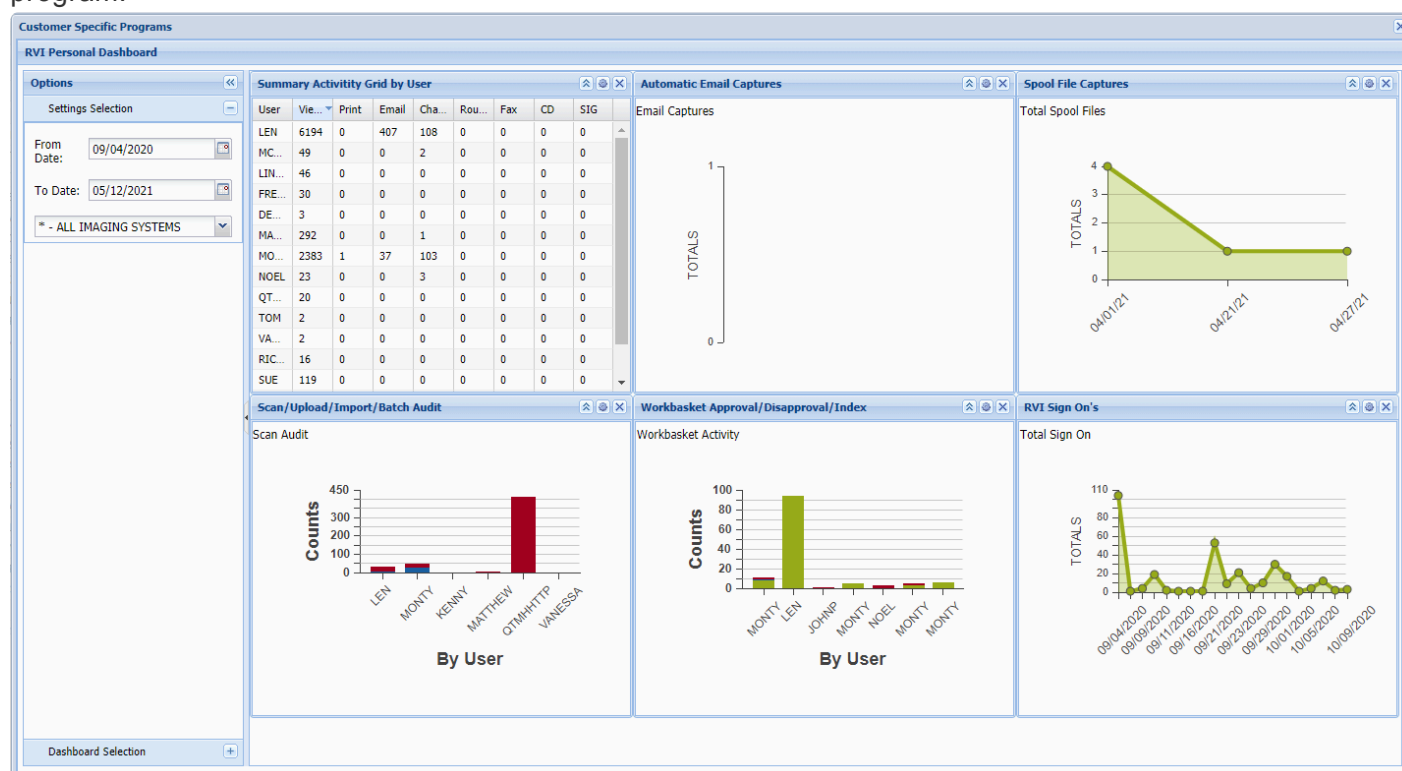 program.
Customer Specific Programs
RVI Personal Dashboard
Options
Settings Selection
From Date: 09/04/2020
To Date: 05/12/2021
* - ALL IMAGING SYSTEMS
Dashboard Selection
Summary Activitity Grid by User
User Vie... Print Email Cha... Rou... Fax CD SIG
LEN 6194 0 407 108 0 0 0 0
MC... 49 0 0 2 0 0 0 0
LIN... 46 0 0 0 0 0 0 0
FRE... 30 0 0 0 0 0 0 0
DE... 3 0 0 0 0 0 0 0
MA... 292 0 0 1 0 0 0 0
MO... 2383 1 37 103 0 0 0 0
NOEL 23 0 0 3 0 0 0 0
QT... 20 0 0 0 0 0 0 0
TOM 2 0 0 0 0 0 0 0
VA... 2 0 0 0 0 0 0 0
RIC... 16 0 0 0 0 0 0 0
SUE 119 0 0 0 0 0 0 0
Automatic Email Captures
Email Captures
TOTALS
1
0
Spool File Captures
Total Spool Files
TOTALS
4
3
2
1
0
04/01/21 04/21/21 04/27/21
Scan/Upload/Import/Batch Audit
Scan Audit
Counts
450
300
200
100
0
LEN MONTY KENNY MATTHEW QTMHHTTP VANESSA
By User
Workbasket Approval/Disapproval/Index
Workbasket Activity
Counts
100
80
60
40
20
0
MONTY LEN JOHNP MONTY NOEL MONTY MONTY
By User
RVI Sign On's
Total Sign On
TOTALS
110
80
60
40
20
0
09/04/2020 09/09/2020 09/11/2020 09/16/2020 09/21/2020 09/23/2020 09/29/2020 10/01/2020 10/05/2020 10/09/2020